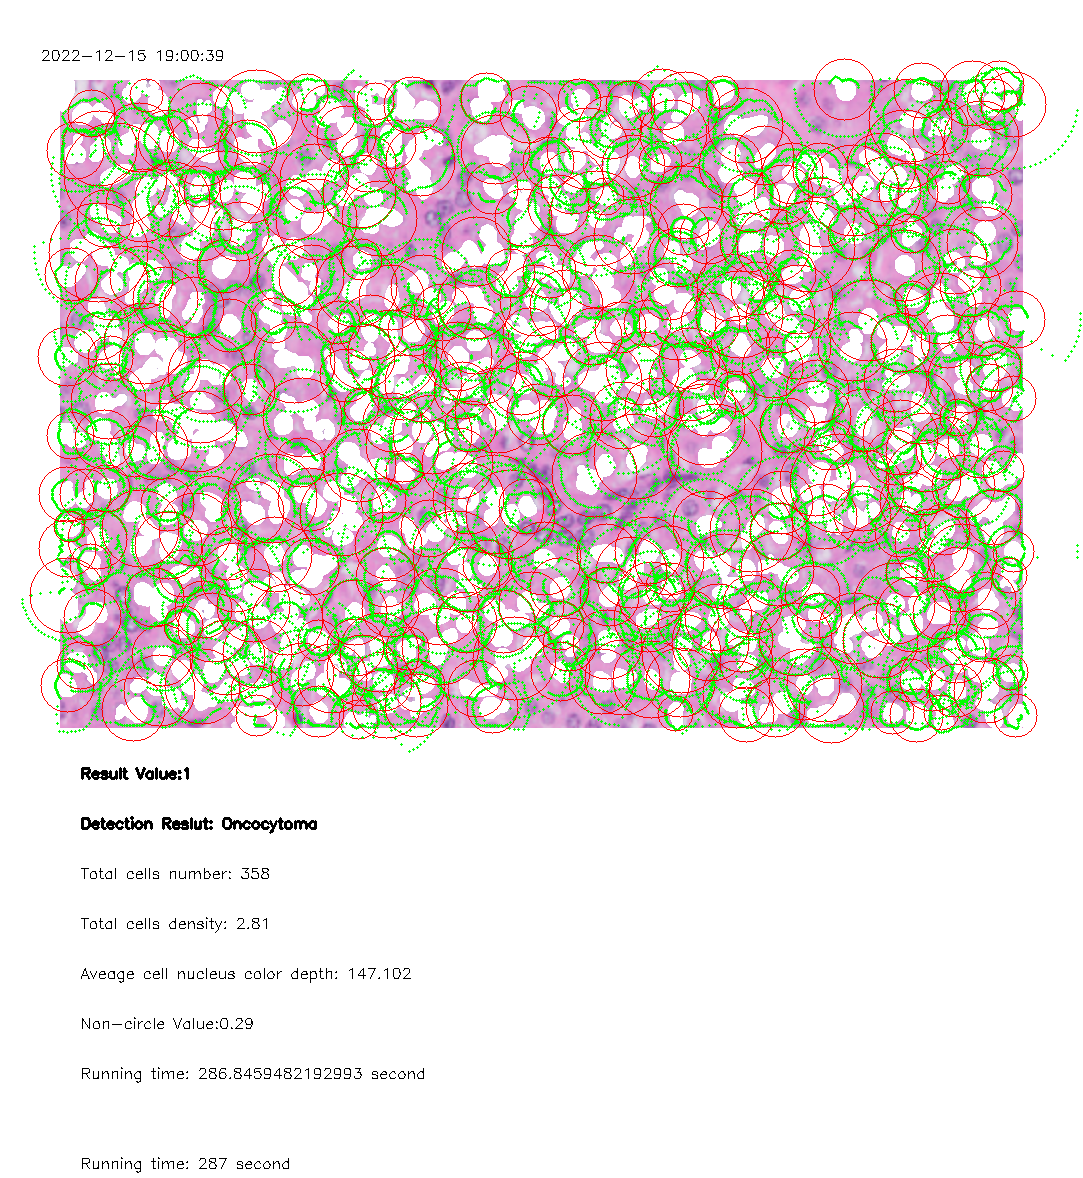 2022-12-15 19:00:39
Result Value:1
Detection Reslut: Oncocytoma
Total cells number: 358
Total cells density: 2.81
Aveage cell nucleus color depth: 147.102
Non-circle Value:0.29
Running time: 286.8459482192993 second
Running time: 287 second